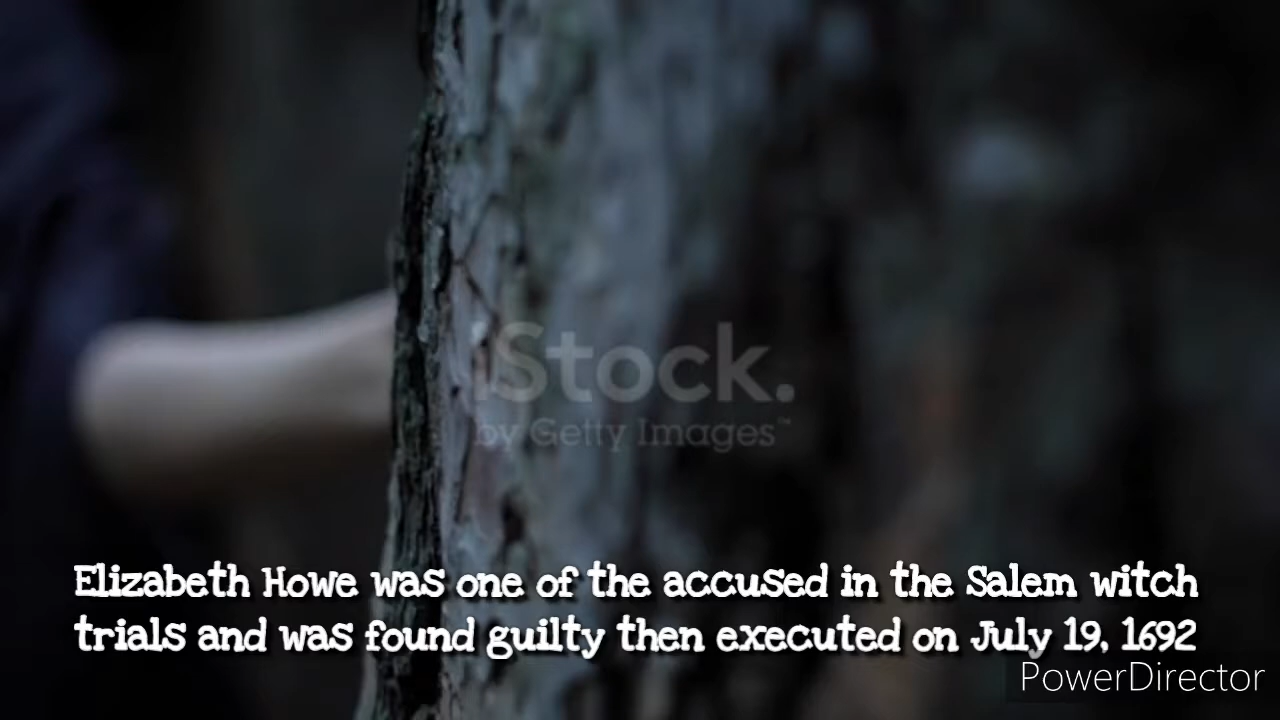 iStock.
by Getty Images™
Elizabeth Howe was one of the accused in the Salem witch
trials and was found guilty then executed on July 19, 1692
PowerDirector